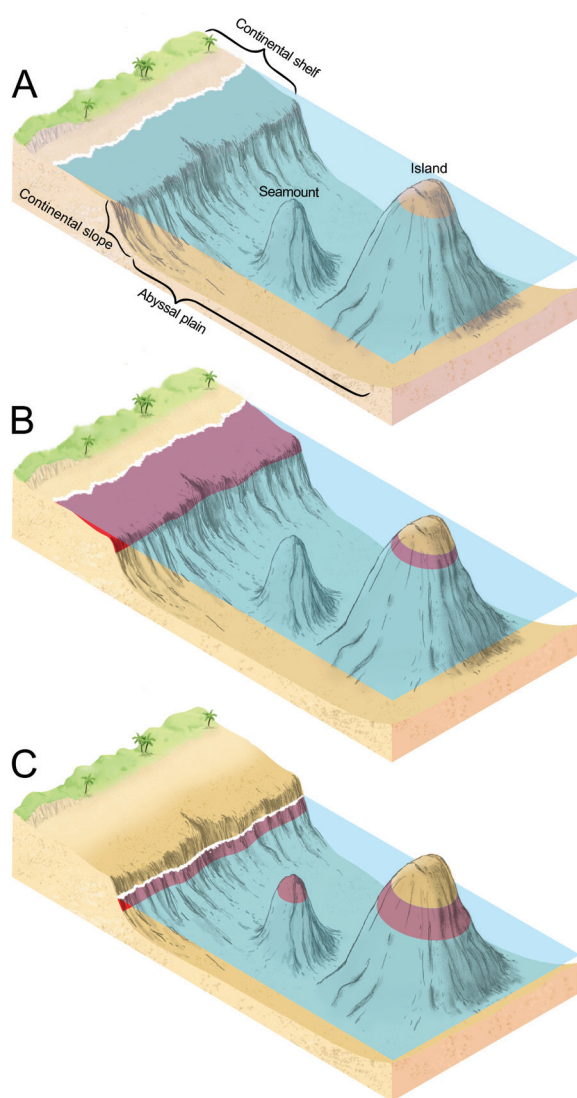 Continental shelf
A
Island
Seamount
Continental slope
Abyssal plain
B
C